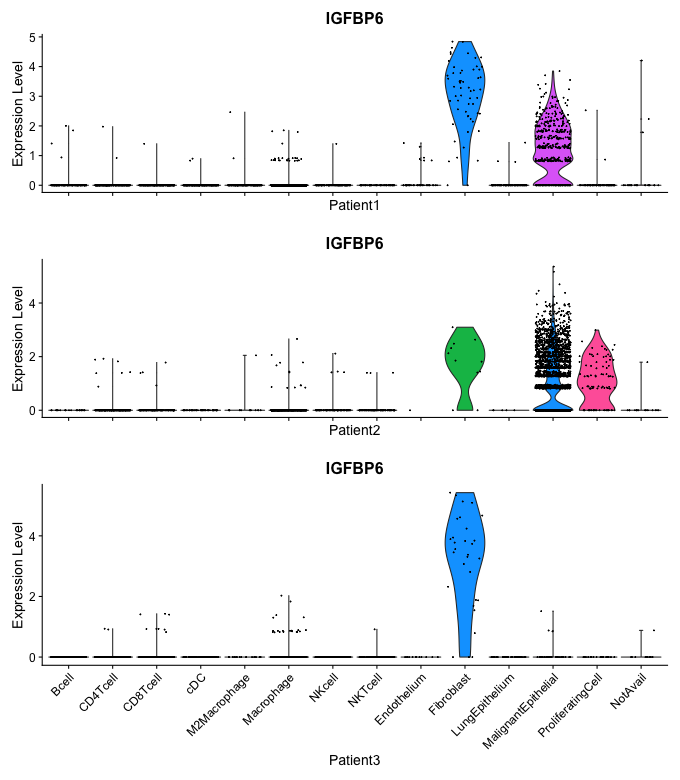 IGFBP6
Expression Level
5
4
3
2
1
0
Patient1
IGFBP6
Expression Level
4
2
0
Patient2
IGFBP6
Expression Level
4
2
0
Bcell
CD4Tcell
CD8Tcell
cDC
M2Macrophage
Macrophage
NKcell
NKTcell
Endothelium
Fibroblast
LungEpithelium
MalignantEpithelial
ProliferatingCell
NotAvail
Patient3